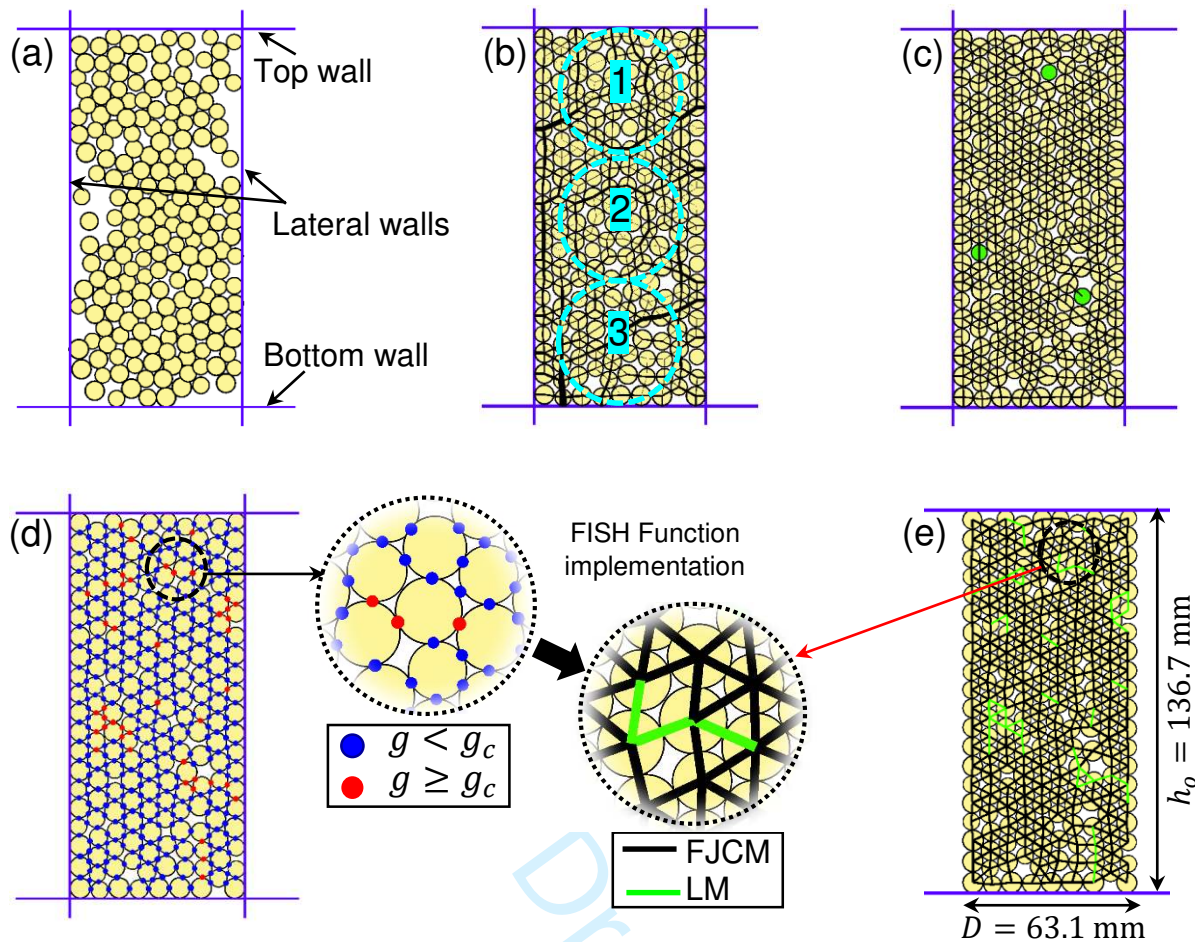 (a)
Top wall
Lateral walls
Bottom wall
(b)
1
2
3
(c)
(d)
FISH Function
implementation
g < g_c
g ≥ g_c
FJCM
LM
(e)
h_o = 136.7 mm
D = 63.1 mm
Dr